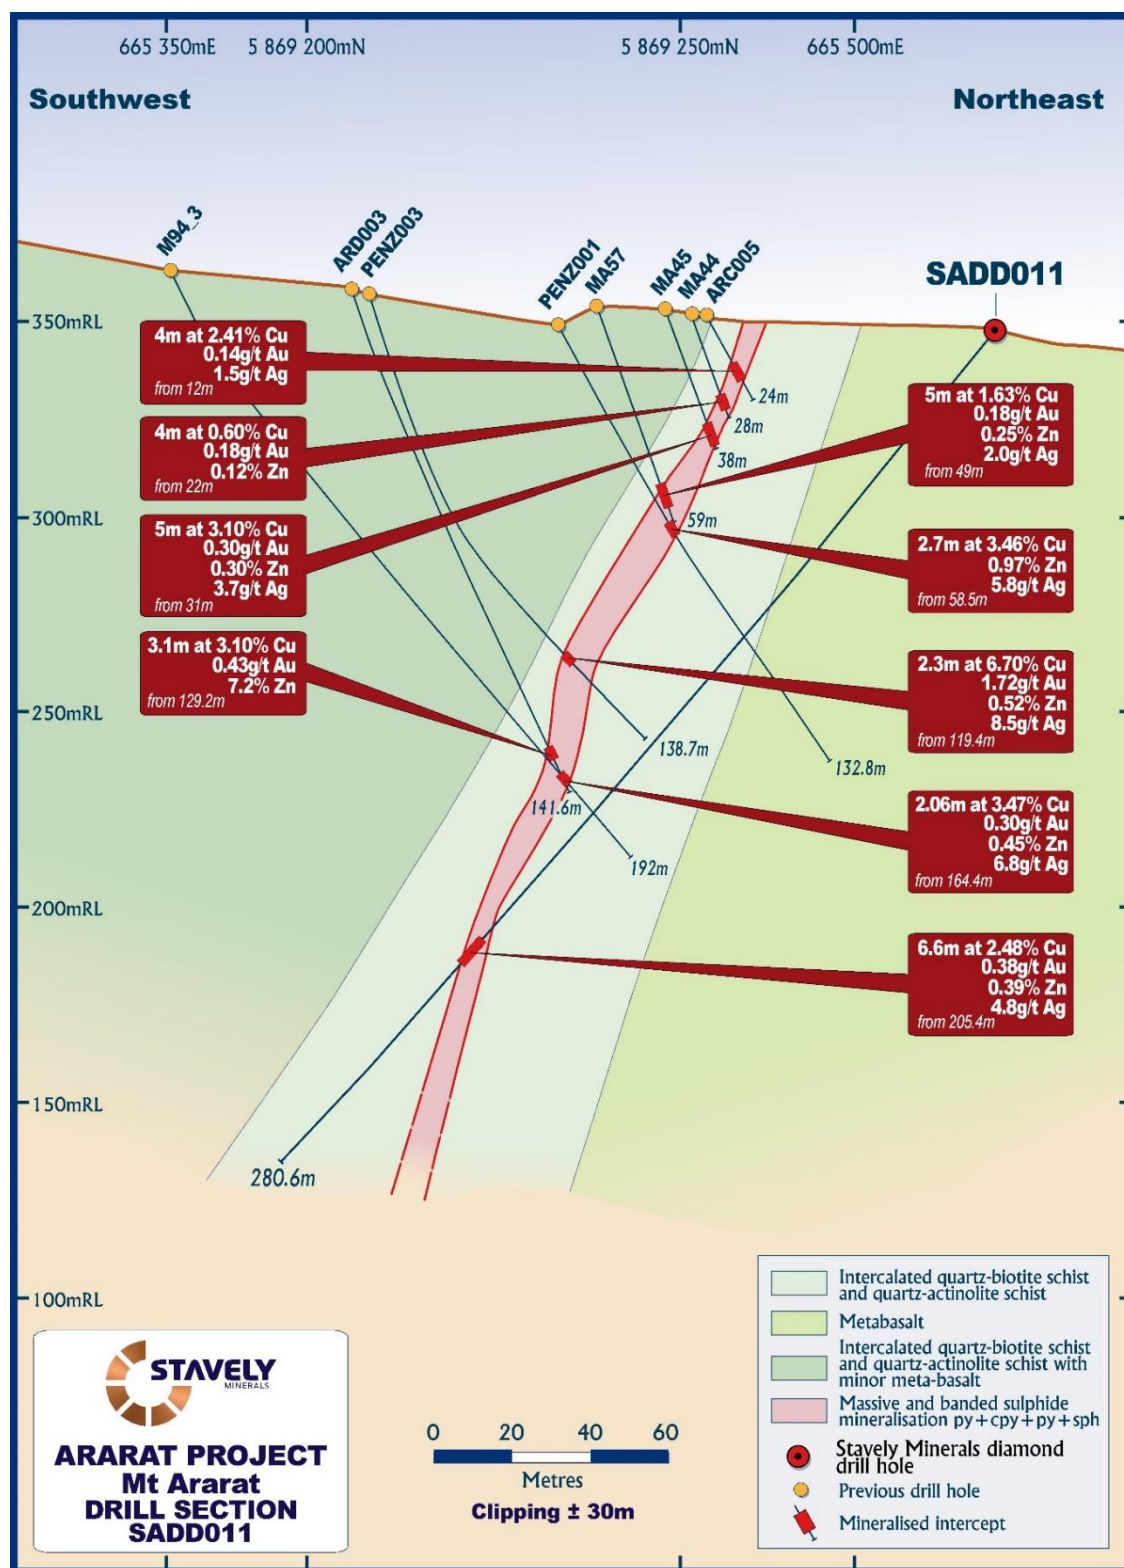 665 350mE
5 869 200mN
5 869 250mN
665 500mE
Southwest
Northeast
M94_3
ARD003
PENZ003
PENZ001
MA57
MA45
MA44
ARC005
SADD011
350mRL
300mRL
250mRL
200mRL
150mRL
100mRL
4m at 2.41% Cu
0.14g/t Au
1.5g/t Ag
from 12m
4m at 0.60% Cu
0.18g/t Au
0.12% Zn
from 22m
5m at 3.10% Cu
0.30g/t Au
0.30% Zn
3.7g/t Ag
from 31m
3.1m at 3.10% Cu
0.43g/t Au
7.2% Zn
from 129.2m
24m
28m
38m
59m
138.7m
132.8m
141.6m
192m
280.6m
5m at 1.63% Cu
0.18g/t Au
0.25% Zn
2.0g/t Ag
from 49m
2.7m at 3.46% Cu
0.97% Zn
5.8g/t Ag
from 58.5m
2.3m at 6.70% Cu
1.72g/t Au
0.52% Zn
8.5g/t Ag
from 119.4m
2.06m at 3.47% Cu
0.30g/t Au
0.45% Zn
6.8g/t Ag
from 164.4m
6.6m at 2.48% Cu
0.38g/t Au
0.39% Zn
4.8g/t Ag
from 205.4m
STAVELY
MINERALS
ARARAT PROJECT
Mt Ararat
DRILL SECTION
SADD011
0 20 40 60
Metres
Clipping ± 30m
Intercalated quartz-biotite schist
and quartz-actinolite schist
Metabasalt
Intercalated quartz-biotite schist
and quartz-actinolite schist with
minor meta-basalt
Massive and banded sulphide
mineralisation py+cpy+py+sph
Stavely Minerals diamond
drill hole
Previous drill hole
Mineralised intercept